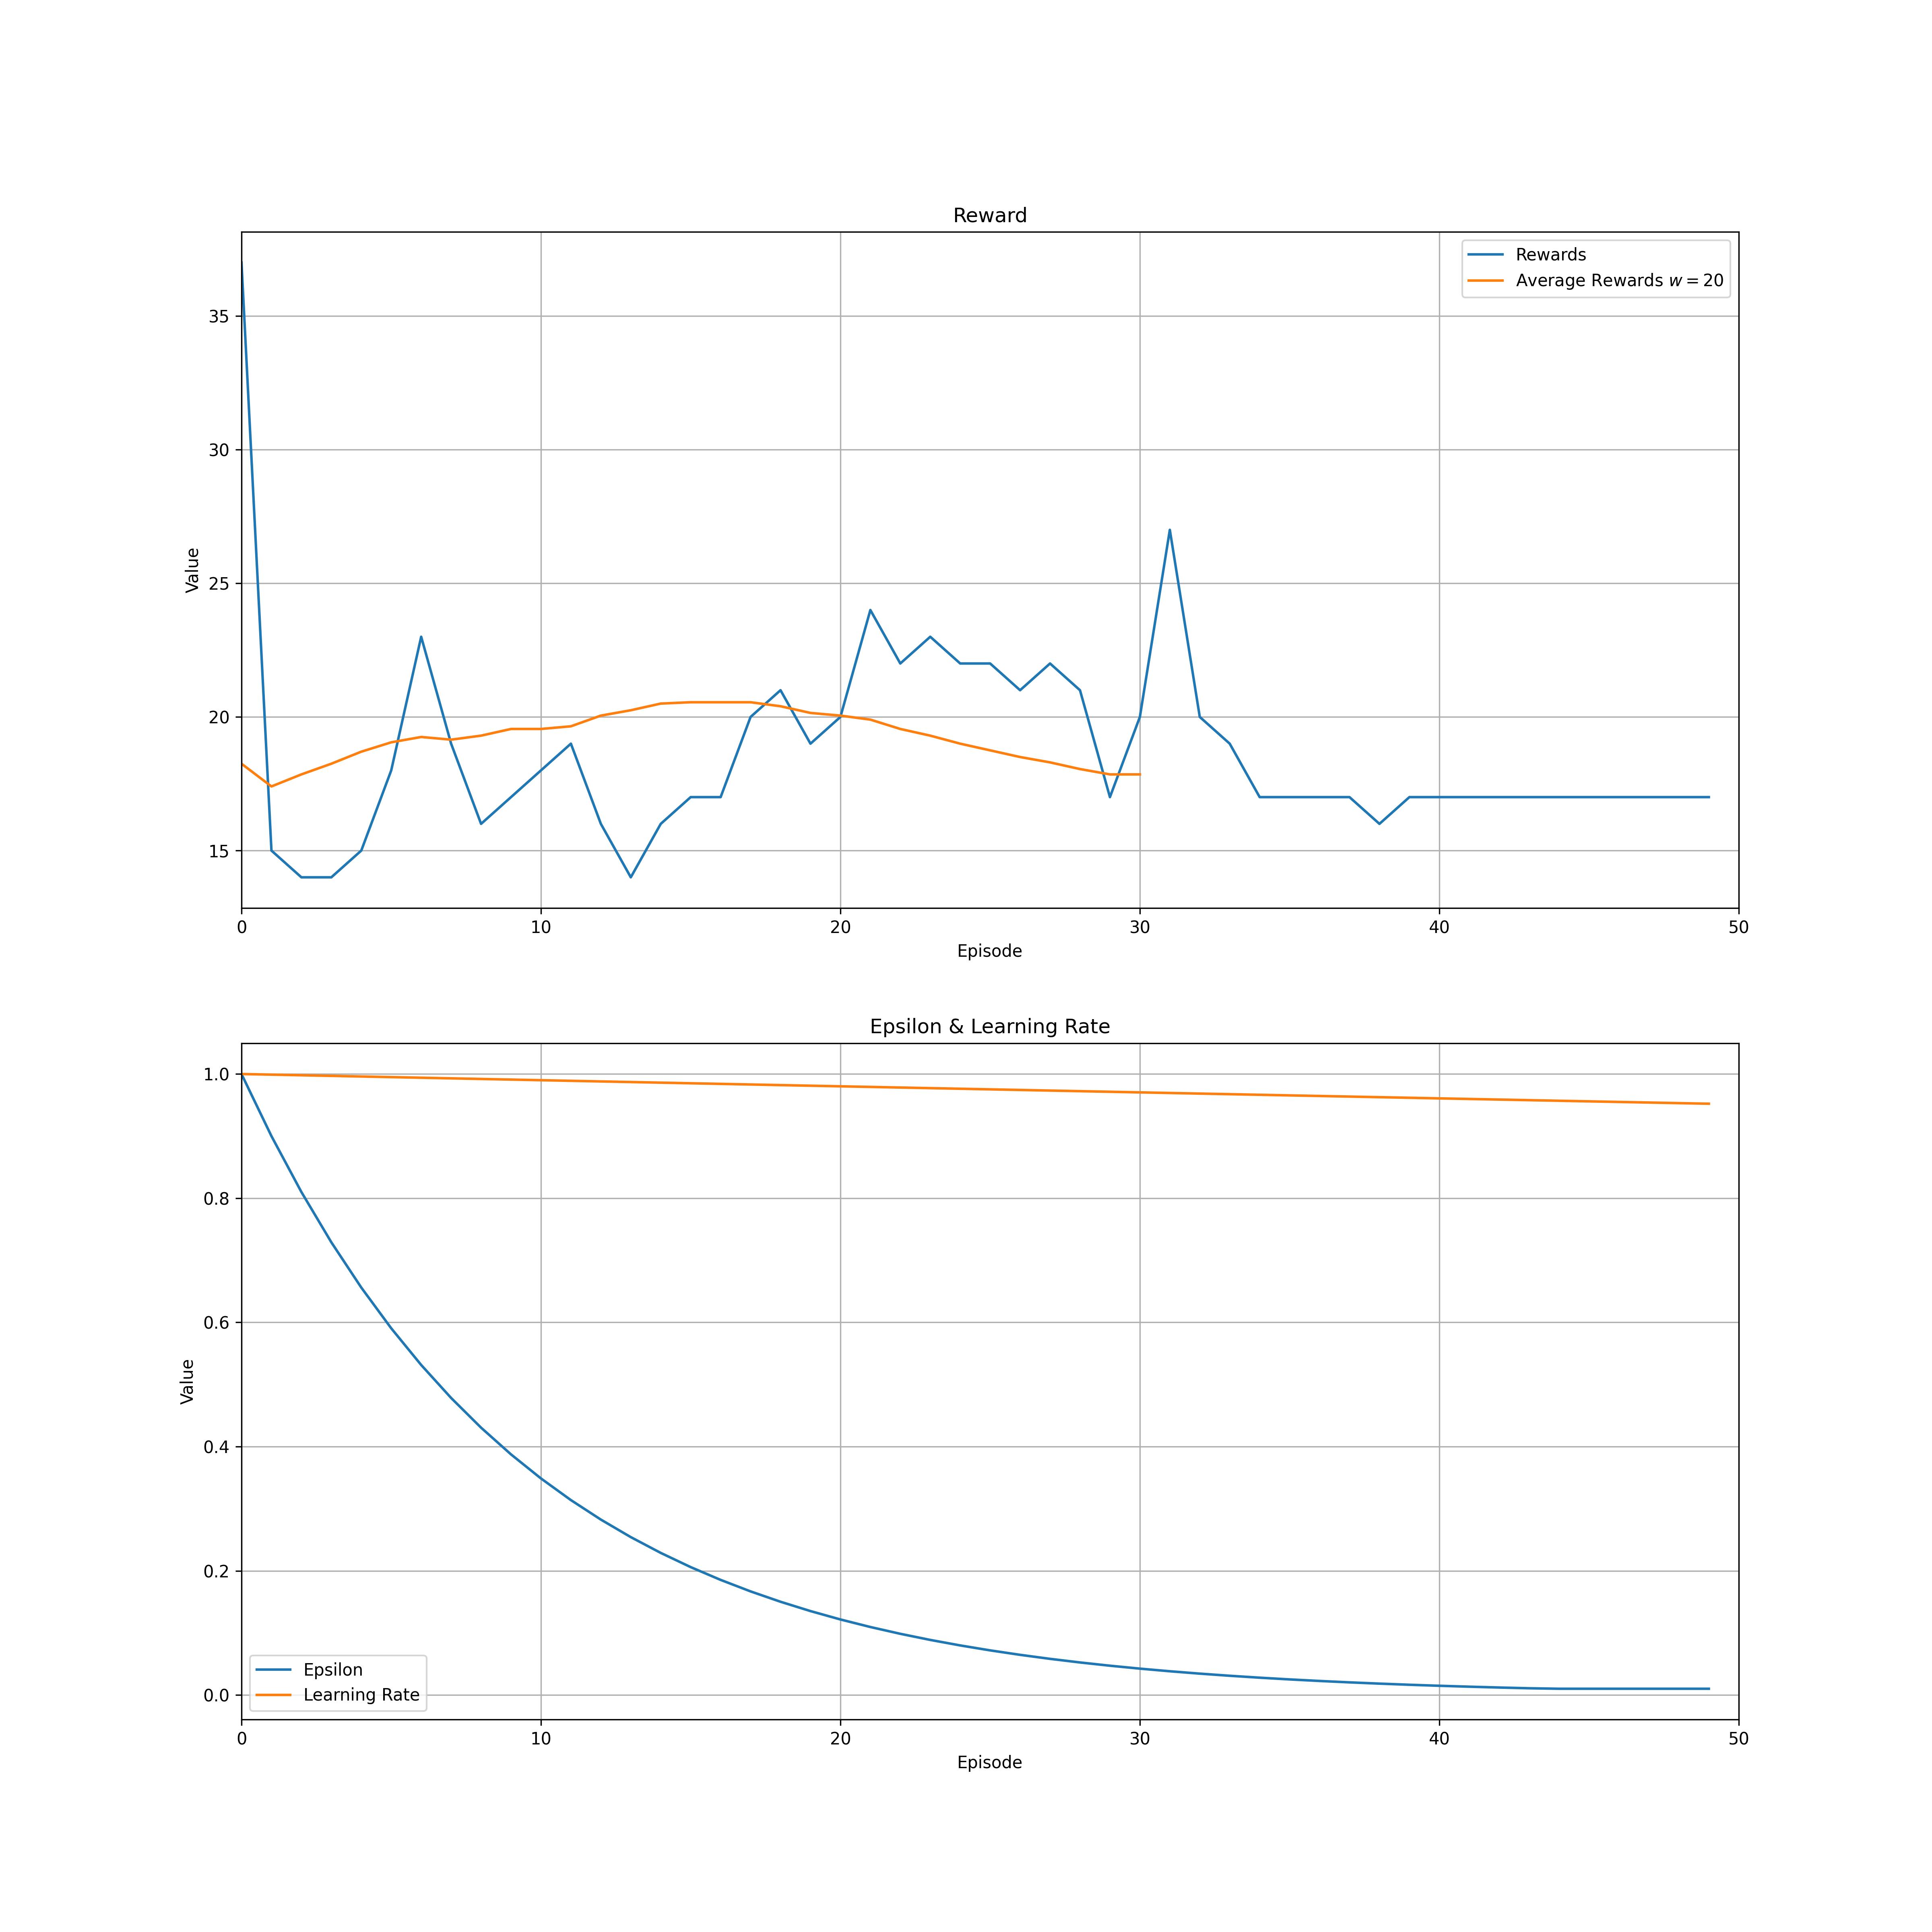 Reward
Rewards
Average Rewards w = 20
35
30
25
20
15
Value
0 10 20 30 40 50
Episode
Epsilon & Learning Rate
1.0
0.8
0.6
0.4
0.2
0.0
Value
Epsilon
Learning Rate
0 10 20 30 40 50
Episode